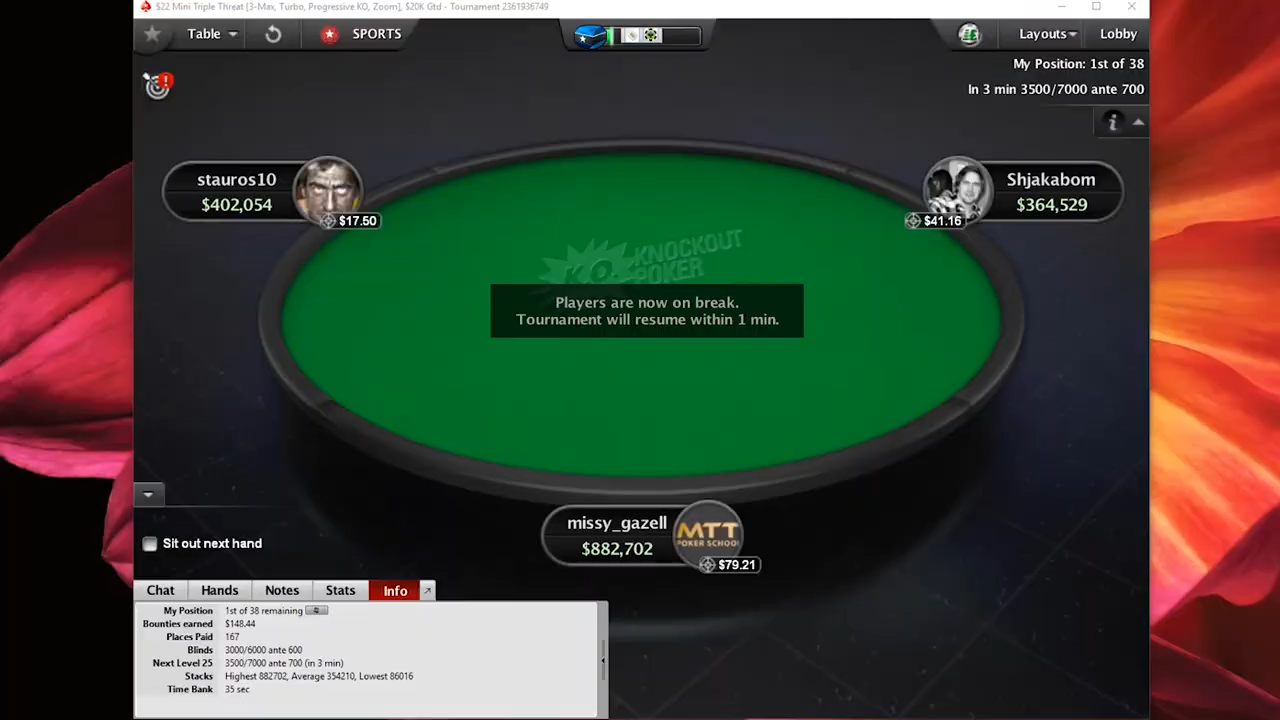 $22 Mini Triple Threat [3-Max, Turbo, Progressive KO, Zoom], $20K Gtd - Tournament 2361936749
Table
SPORTS
Layouts
Lobby
My Position: 1st of 38
In 3 min 3500/7000 ante 700
stauros10
$402,054
$17.50
Shjakabom
$364,529
$41.16
K.O. KNOCKOUT
POKER
Players are now on break.
Tournament will resume within 1 min.
missy_gazell
$882,702
MTT
POKER SCHOOL
$79.21
Sit out next hand
Chat Hands Notes Stats Info
My Position 1st of 38 remaining
Bounties earned $148.44
Places Paid 167
Blinds 3000/6000 ante 600
Next Level 25 3500/7000 ante 700 (in 3 min)
Stacks Highest 882702, Average 354210, Lowest 86016
Time Bank 35 sec